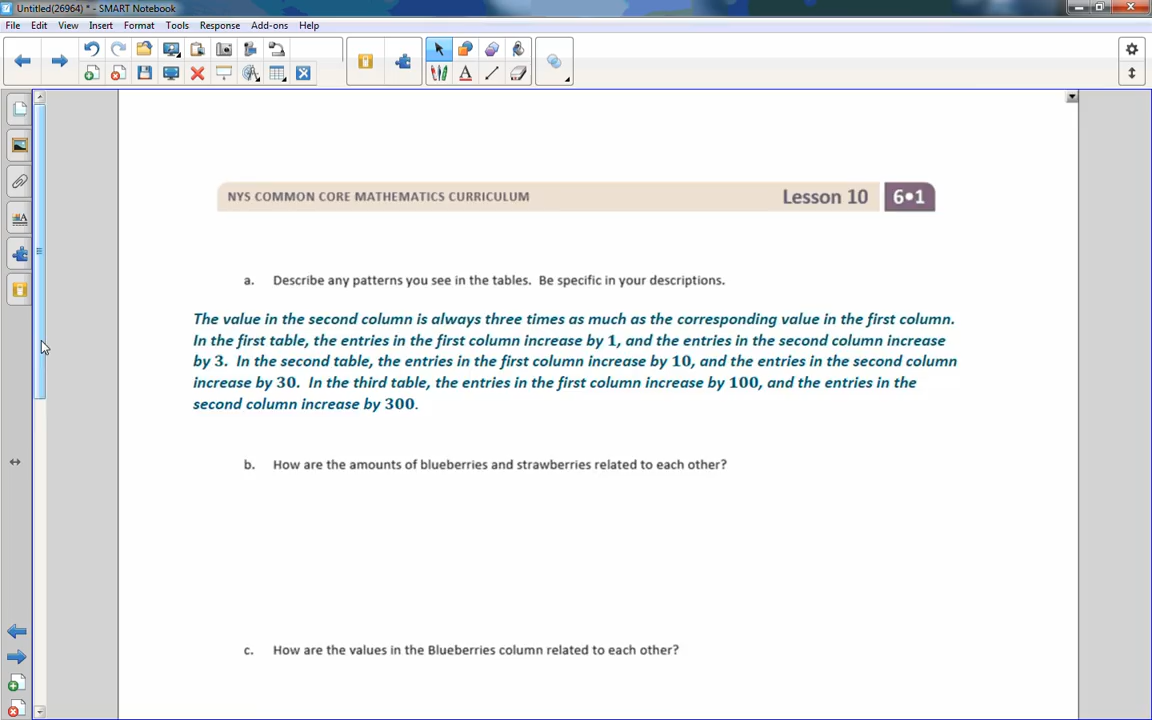 Untitled(26964) * - SMART Notebook
File Edit View Insert Format Tools Response Add-ons Help
NYS COMMON CORE MATHEMATICS CURRICULUM Lesson 10 6•1
a. Describe any patterns you see in the tables. Be specific in your descriptions.
The value in the second column is always three times as much as the corresponding value in the first column.
In the first table, the entries in the first column increase by 1, and the entries in the second column increase
by 3. In the second table, the entries in the first column increase by 10, and the entries in the second column
increase by 30. In the third table, the entries in the first column increase by 100, and the entries in the
second column increase by 300.
b. How are the amounts of blueberries and strawberries related to each other?
c. How are the values in the Blueberries column related to each other?